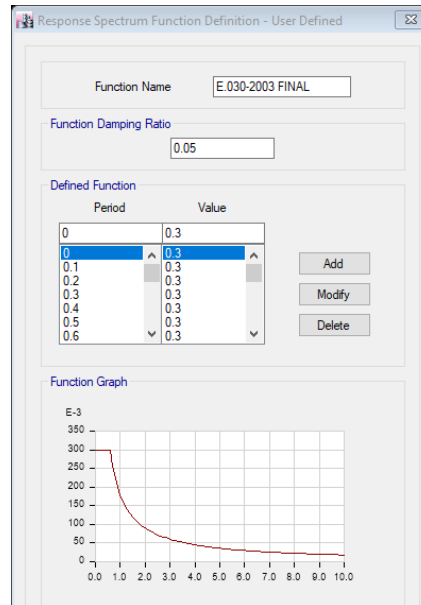 Response Spectrum Function Definition - User Defined
Function Name E.030-2003 FINAL
Function Damping Ratio
0.05
Defined Function
Period Value
0 0.3
0 0.3
0.1 0.3
0.2 0.3
0.3 0.3
0.4 0.3
0.5 0.3
0.6 0.3
Add
Modify
Delete
Function Graph
E-3
350
300
250
200
150
100
50
0
0.0 1.0 2.0 3.0 4.0 5.0 6.0 7.0 8.0 9.0 10.0